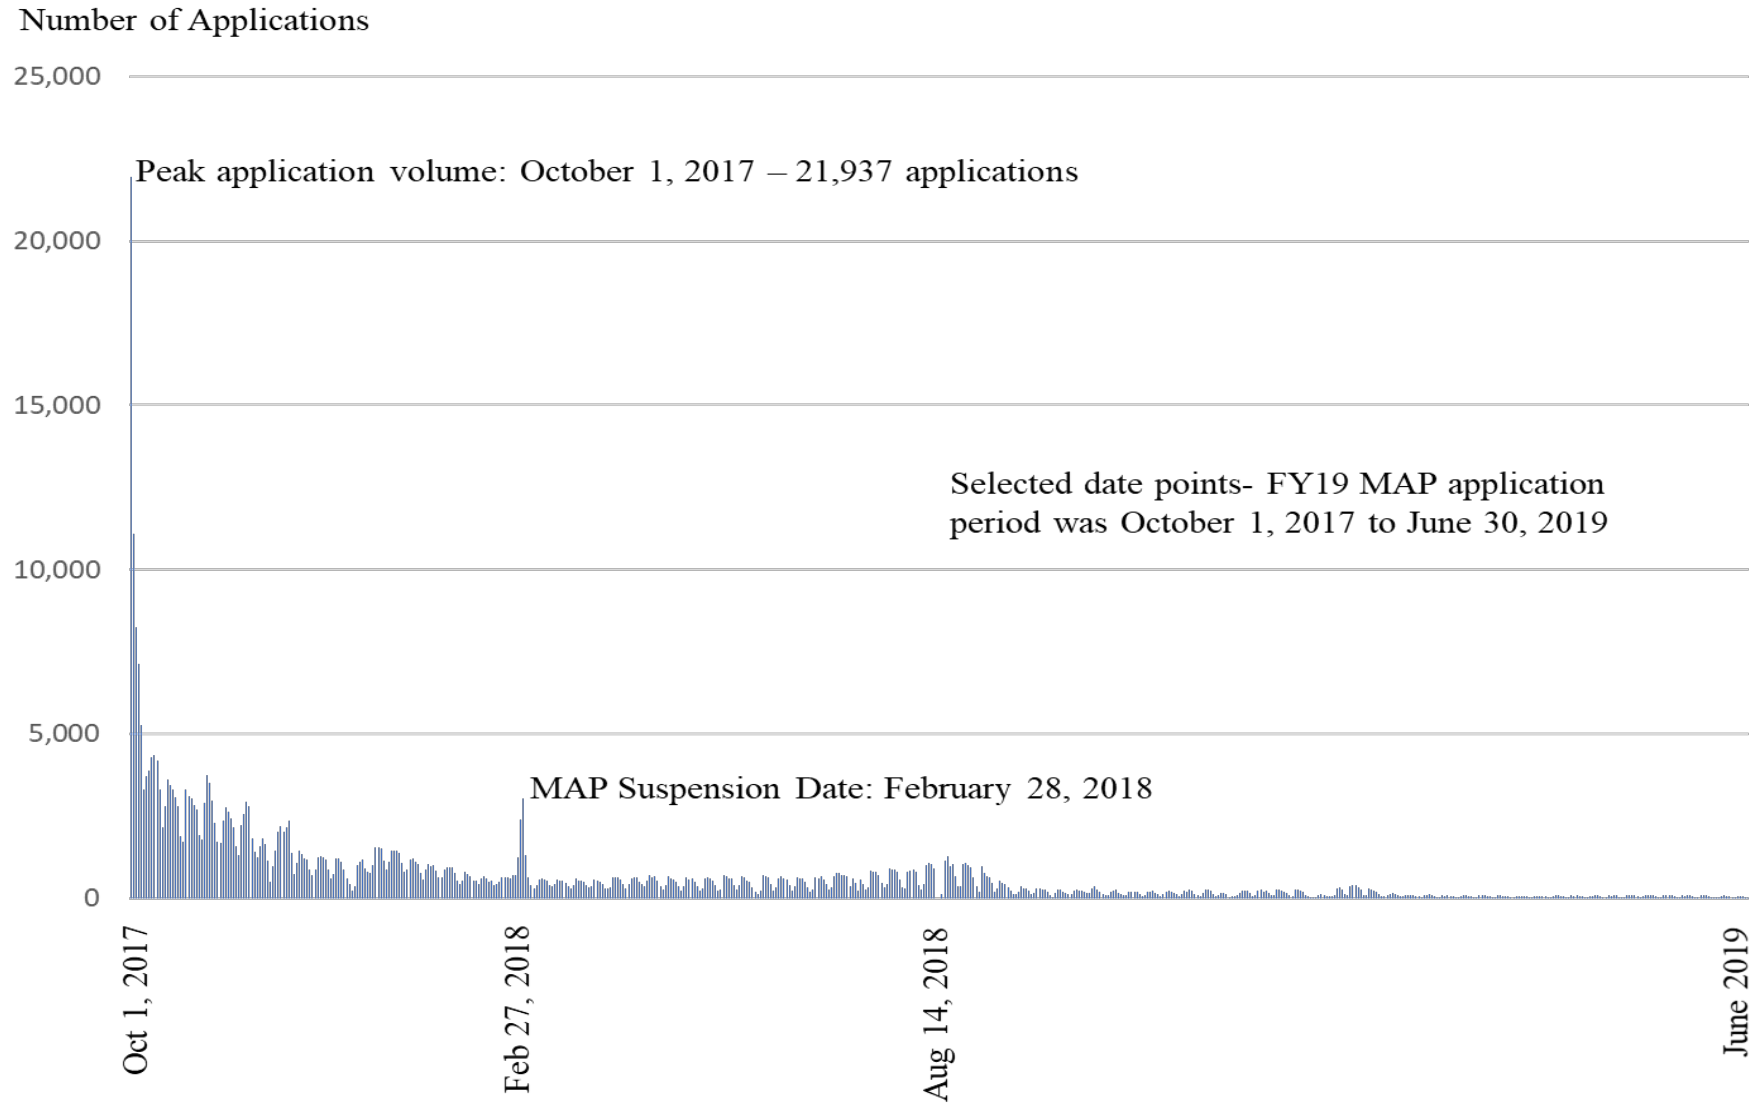 Number of Applications
25,000
Peak application volume: October 1, 2017 – 21,937 applications
20,000
15,000
Selected date points- FY19 MAP application
period was October 1, 2017 to June 30, 2019
10,000
5,000
MAP Suspension Date: February 28, 2018
0
Oct 1, 2017
Feb 27, 2018
Aug 14, 2018
June 2019